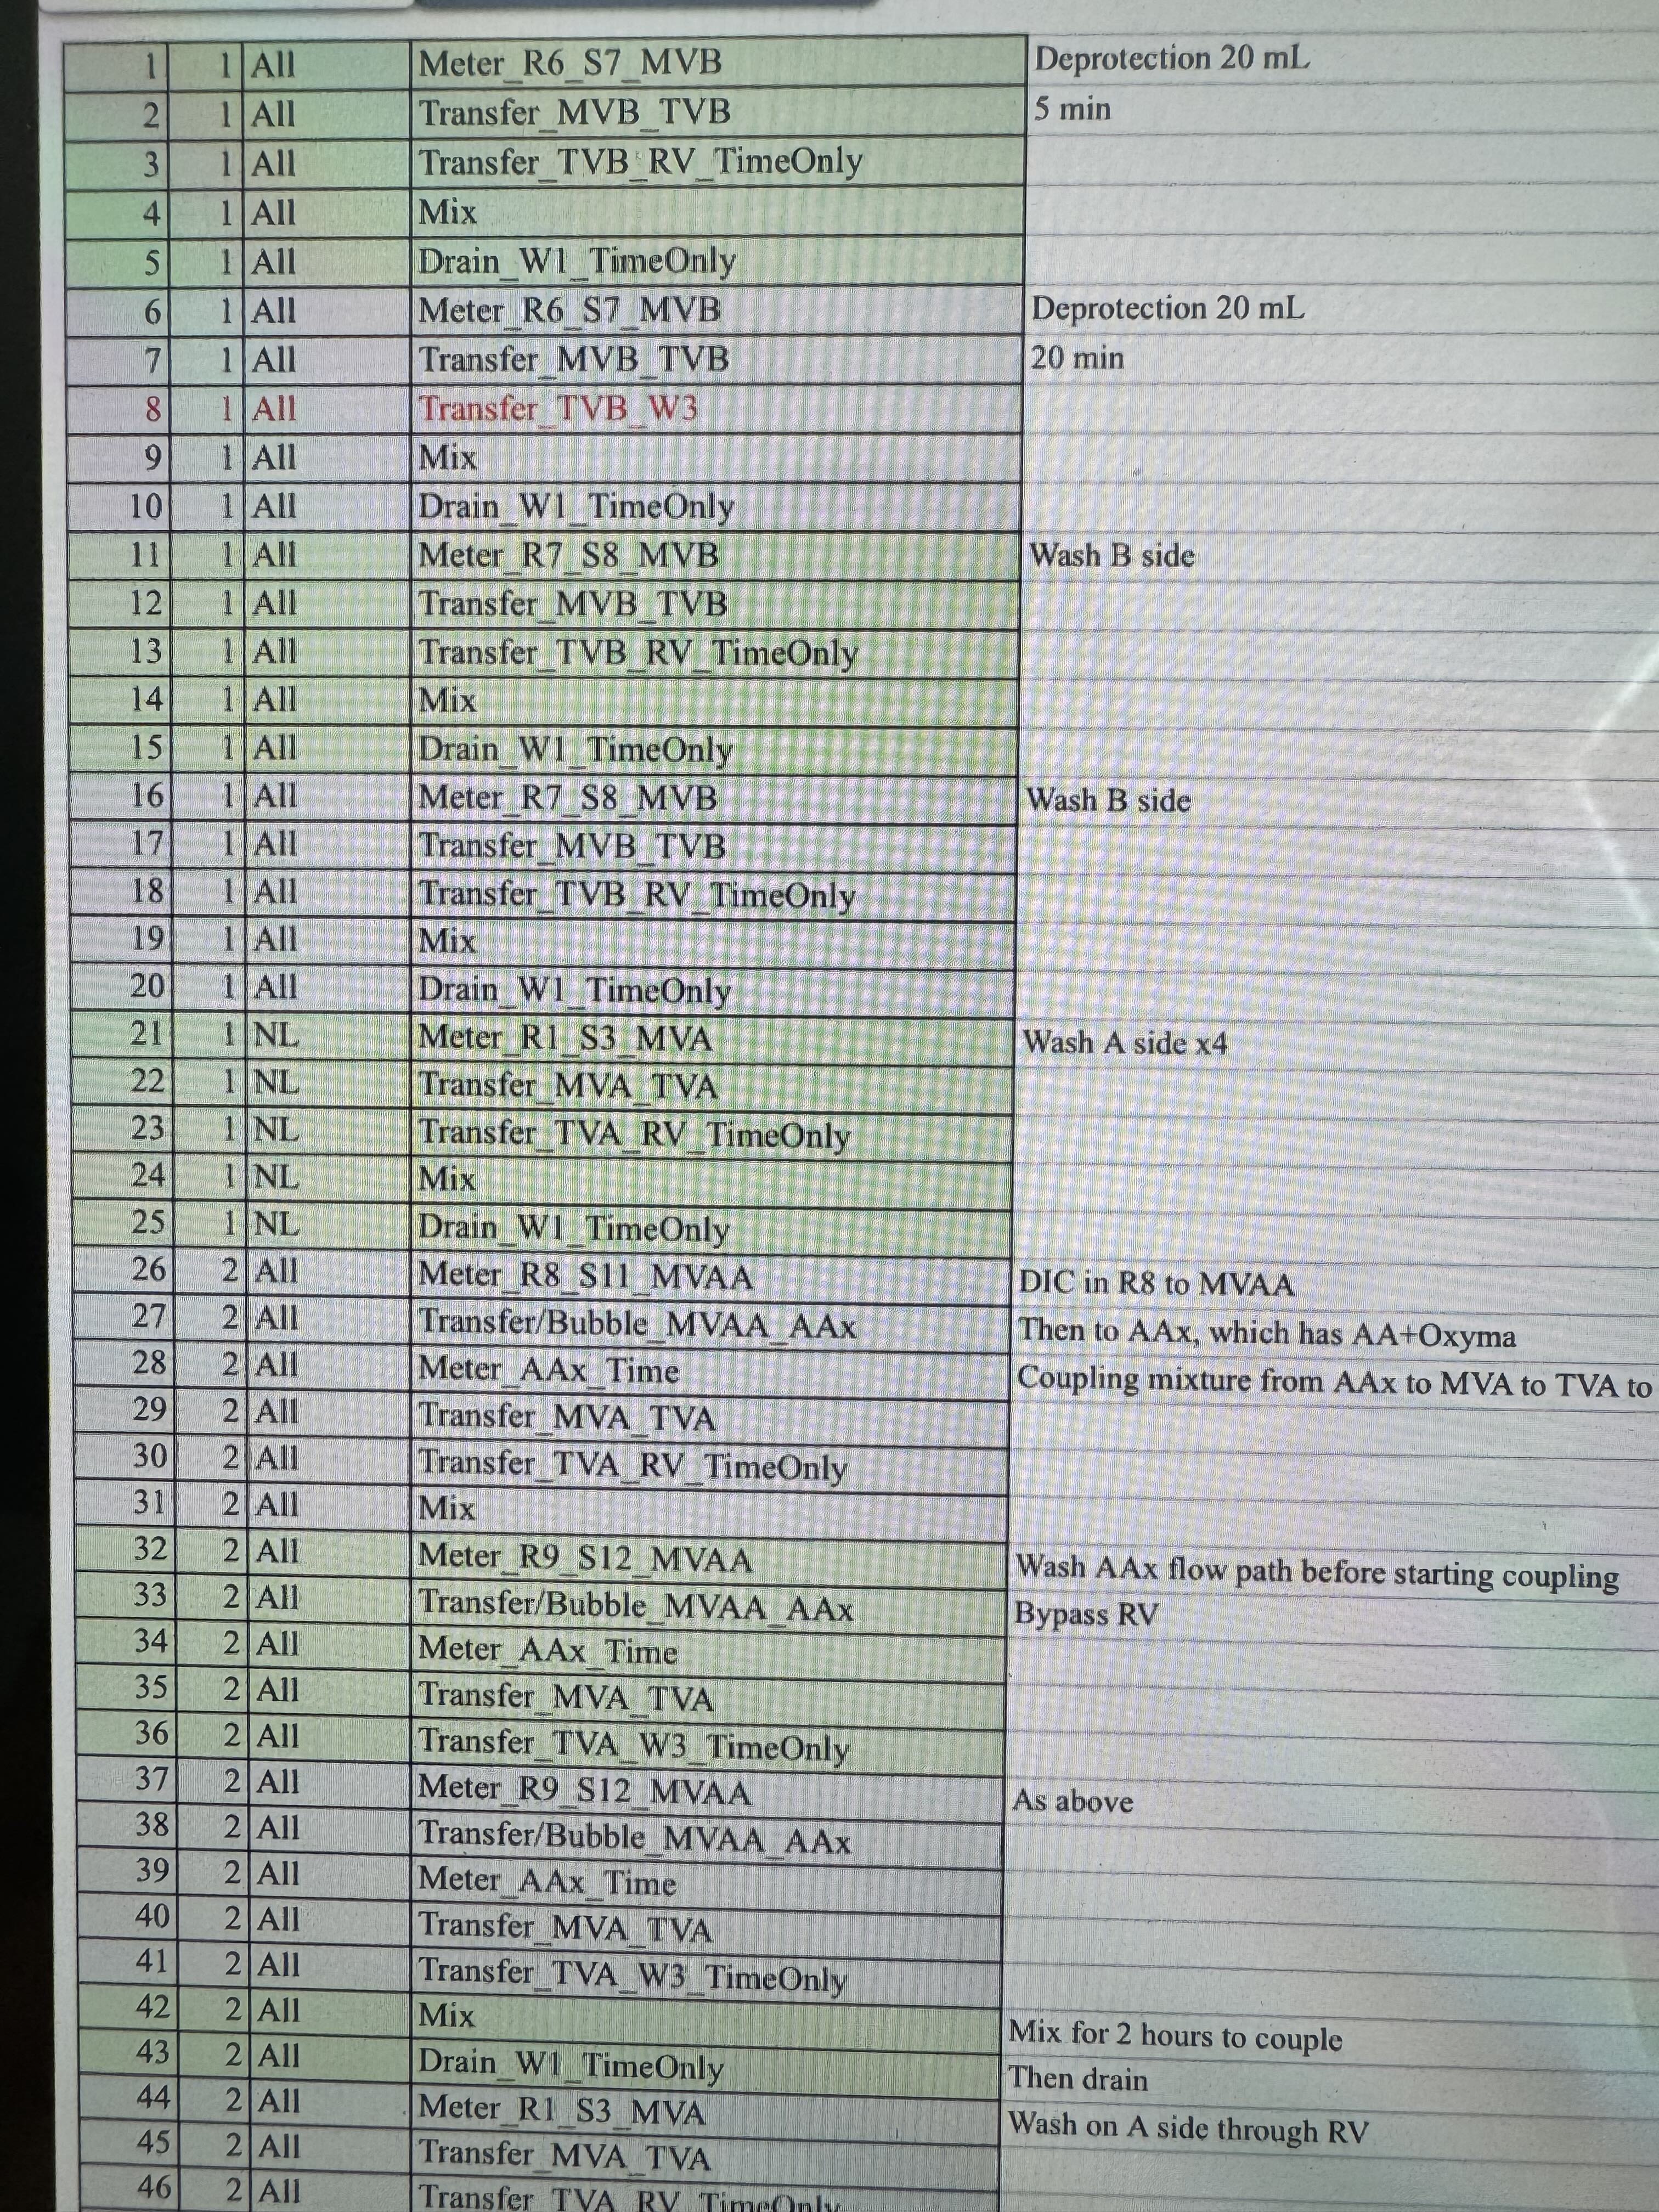 1 1 All Meter_R6_S7_MVB Deprotection 20 mL
2 1 All Transfer_MVB_TVB 5 min
3 1 All Transfer_TVB_RV_TimeOnly
4 1 All Mix
5 1 All Drain_W1_TimeOnly
6 1 All Meter_R6_S7_MVB Deprotection 20 mL
7 1 All Transfer_MVB_TVB 20 min
8 1 All Transfer_TVB_W3
9 1 All Mix
10 1 All Drain_W1_TimeOnly
11 1 All Meter_R7_S8_MVB Wash B side
12 1 All Transfer_MVB_TVB
13 1 All Transfer_TVB_RV_TimeOnly
14 1 All Mix
15 1 All Drain_W1_TimeOnly
16 1 All Meter_R7_S8_MVB Wash B side
17 1 All Transfer_MVB_TVB
18 1 All Transfer_TVB_RV_TimeOnly
19 1 All Mix
20 1 All Drain_W1_TimeOnly
21 1 NL Meter_R1_S3_MVA Wash A side x4
22 1 NL Transfer_MVA_TVA
23 1 NL Transfer_TVA_RV_TimeOnly
24 1 NL Mix
25 1 NL Drain_W1_TimeOnly
26 2 All Meter_R8_S11_MVAA DIC in R8 to MVAA
27 2 All Transfer/Bubble_MVAA_AAx Then to AAx, which has AA+Oxyma
28 2 All Meter_AAx_Time Coupling mixture from AAx to MVA to TVA to
29 2 All Transfer_MVA_TVA
30 2 All Transfer_TVA_RV_TimeOnly
31 2 All Mix
32 2 All Meter_R9_S12_MVAA Wash AAx flow path before starting coupling
33 2 All Transfer/Bubble_MVAA_AAx Bypass RV
34 2 All Meter_AAx_Time
35 2 All Transfer_MVA_TVA
36 2 All Transfer_TVA_W3_TimeOnly
37 2 All Meter_R9_S12_MVAA As above
38 2 All Transfer/Bubble_MVAA_AAx
39 2 All Meter_AAx_Time
40 2 All Transfer_MVA_TVA
41 2 All Transfer_TVA_W3_TimeOnly
42 2 All Mix Mix for 2 hours to couple
43 2 All Drain_W1_TimeOnly Then drain
44 2 All Meter_R1_S3_MVA Wash on A side through RV
45 2 All Transfer_MVA_TVA
46 2 All Transfer_TVA_RV_TimeOnly